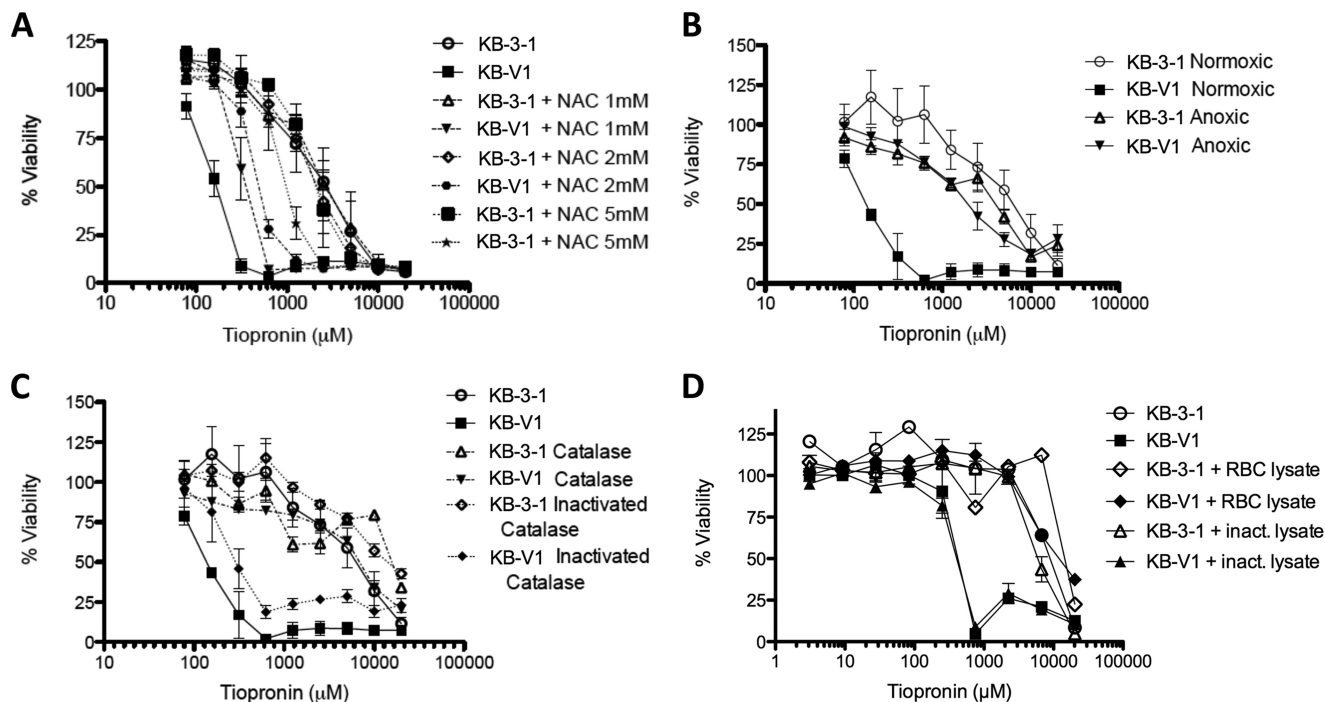 A
% Viability
125
100
75
50
25
0
10
100
1000
10000
100000
Tiopronin (μM)
KB-3-1
KB-V1
KB-3-1 + NAC 1mM
KB-V1 + NAC 1mM
KB-3-1 + NAC 2mM
KB-V1 + NAC 2mM
KB-3-1 + NAC 5mM
KB-3-1 + NAC 5mM
B
% Viability
150
125
100
75
50
25
0
10
100
1000
10000
100000
Tiopronin (μM)
KB-3-1 Normoxic
KB-V1 Normoxic
KB-3-1 Anoxic
KB-V1 Anoxic
C
% Viability
150
125
100
75
50
25
0
10
100
1000
10000
100000
Tiopronin (μM)
KB-3-1
KB-V1
KB-3-1 Catalase
KB-V1 Catalase
KB-3-1 Inactivated
Catalase
KB-V1 Inactivated
Catalase
D
% Viability
150
125
100
75
50
25
0
1
10
100
1000
10000
100000
Tiopronin (µM)
KB-3-1
KB-V1
KB-3-1 + RBC lysate
KB-V1 + RBC lysate
KB-3-1 + inact. lysate
KB-V1 + inact. lysate